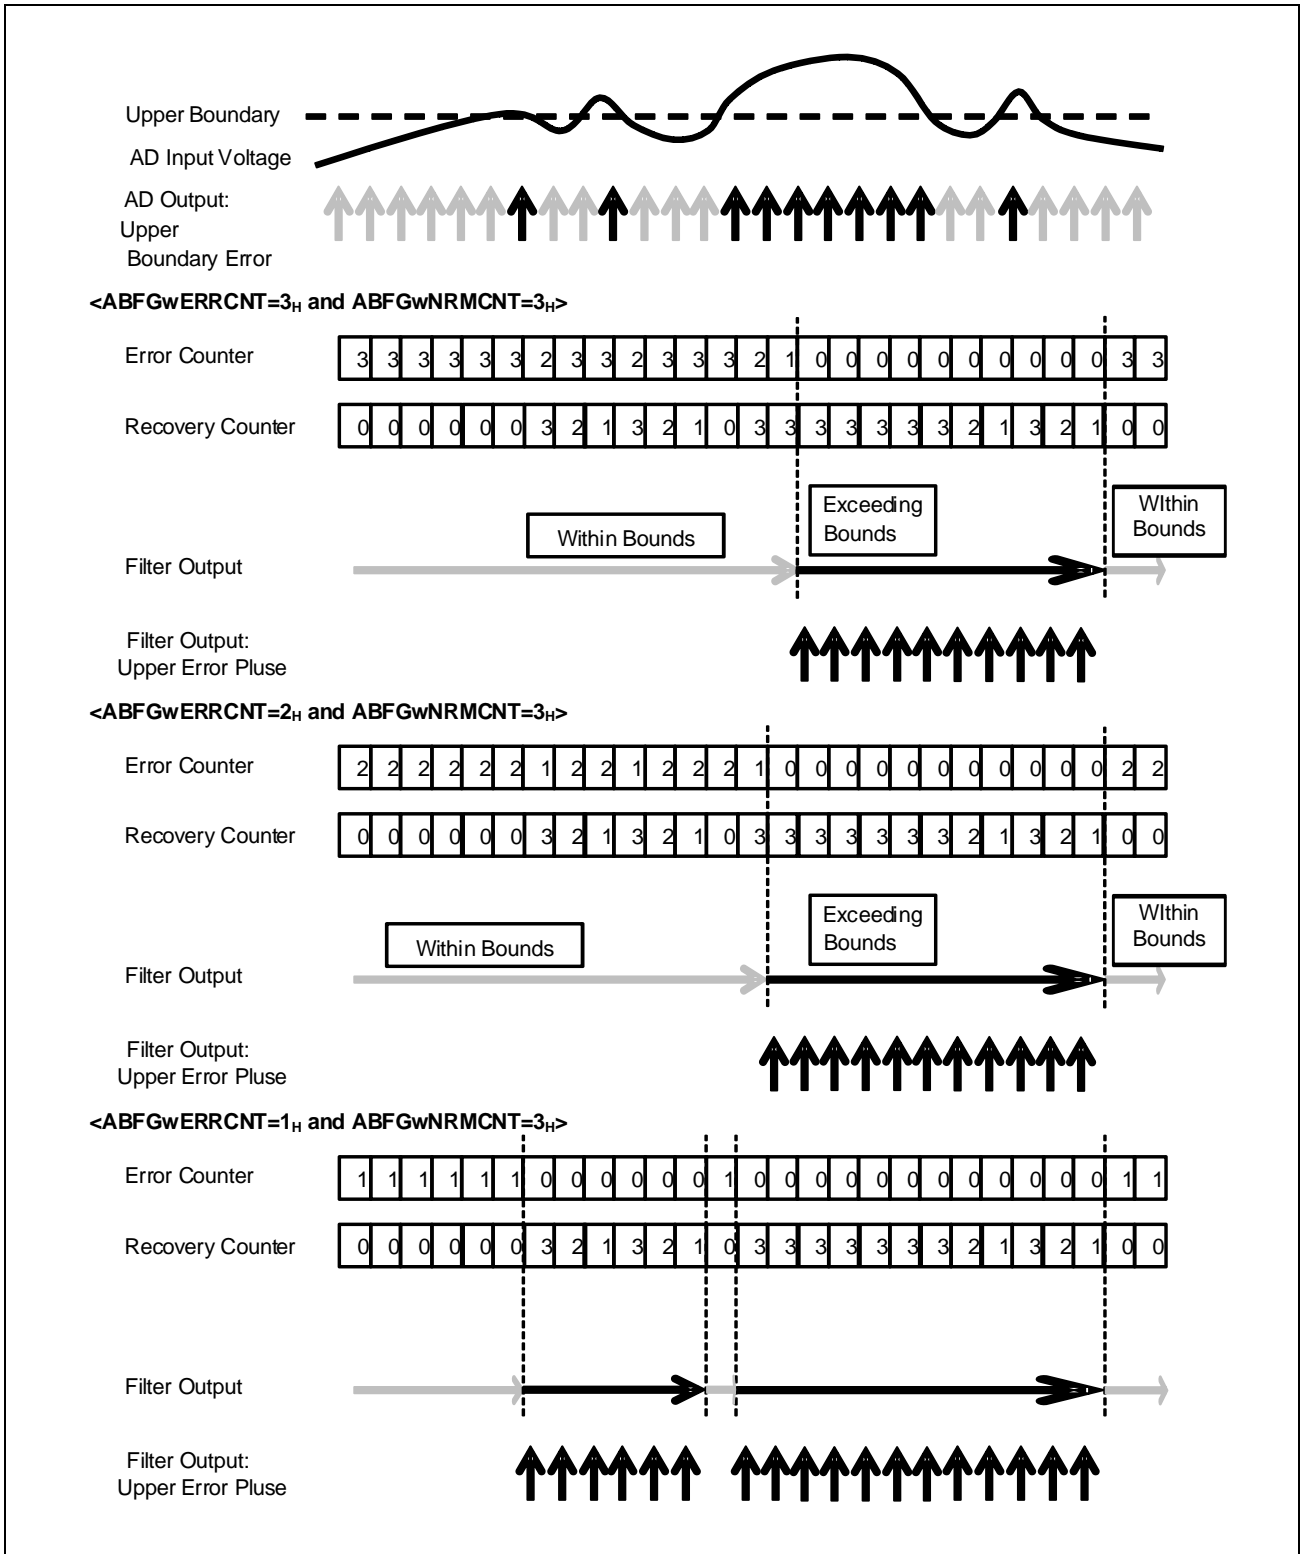 Upper Boundary
AD Input Voltage
AD Output:
Upper
Boundary Error
<ABFGwERRCNT=3H and ABFGwNRMCNT=3H>
Error Counter 3 3 3 3 3 3 2 3 3 2 3 3 3 2 1 0 0 0 0 0 0 0 0 0 0 3 3
Recovery Counter 0 0 0 0 0 0 3 2 1 3 2 1 0 3 3 3 3 3 3 3 2 1 3 2 1 0 0
Within Bounds
Exceeding
Bounds
WIthin
Bounds
Filter Output
Filter Output:
Upper Error Pluse
<ABFGwERRCNT=2H and ABFGwNRMCNT=3H>
Error Counter 2 2 2 2 2 2 1 2 2 1 2 2 2 1 0 0 0 0 0 0 0 0 0 0 0 2 2
Recovery Counter 0 0 0 0 0 0 3 2 1 3 2 1 0 3 3 3 3 3 3 3 2 1 3 2 1 0 0
Within Bounds
Exceeding
Bounds
WIthin
Bounds
Filter Output
Filter Output:
Upper Error Pluse
<ABFGwERRCNT=1H and ABFGwNRMCNT=3H>
Error Counter 1 1 1 1 1 1 0 0 0 0 0 0 1 0 0 0 0 0 0 0 0 0 0 0 0 1 1
Recovery Counter 0 0 0 0 0 0 3 2 1 3 2 1 0 3 3 3 3 3 3 3 2 1 3 2 1 0 0
Filter Output
Filter Output:
Upper Error Pluse